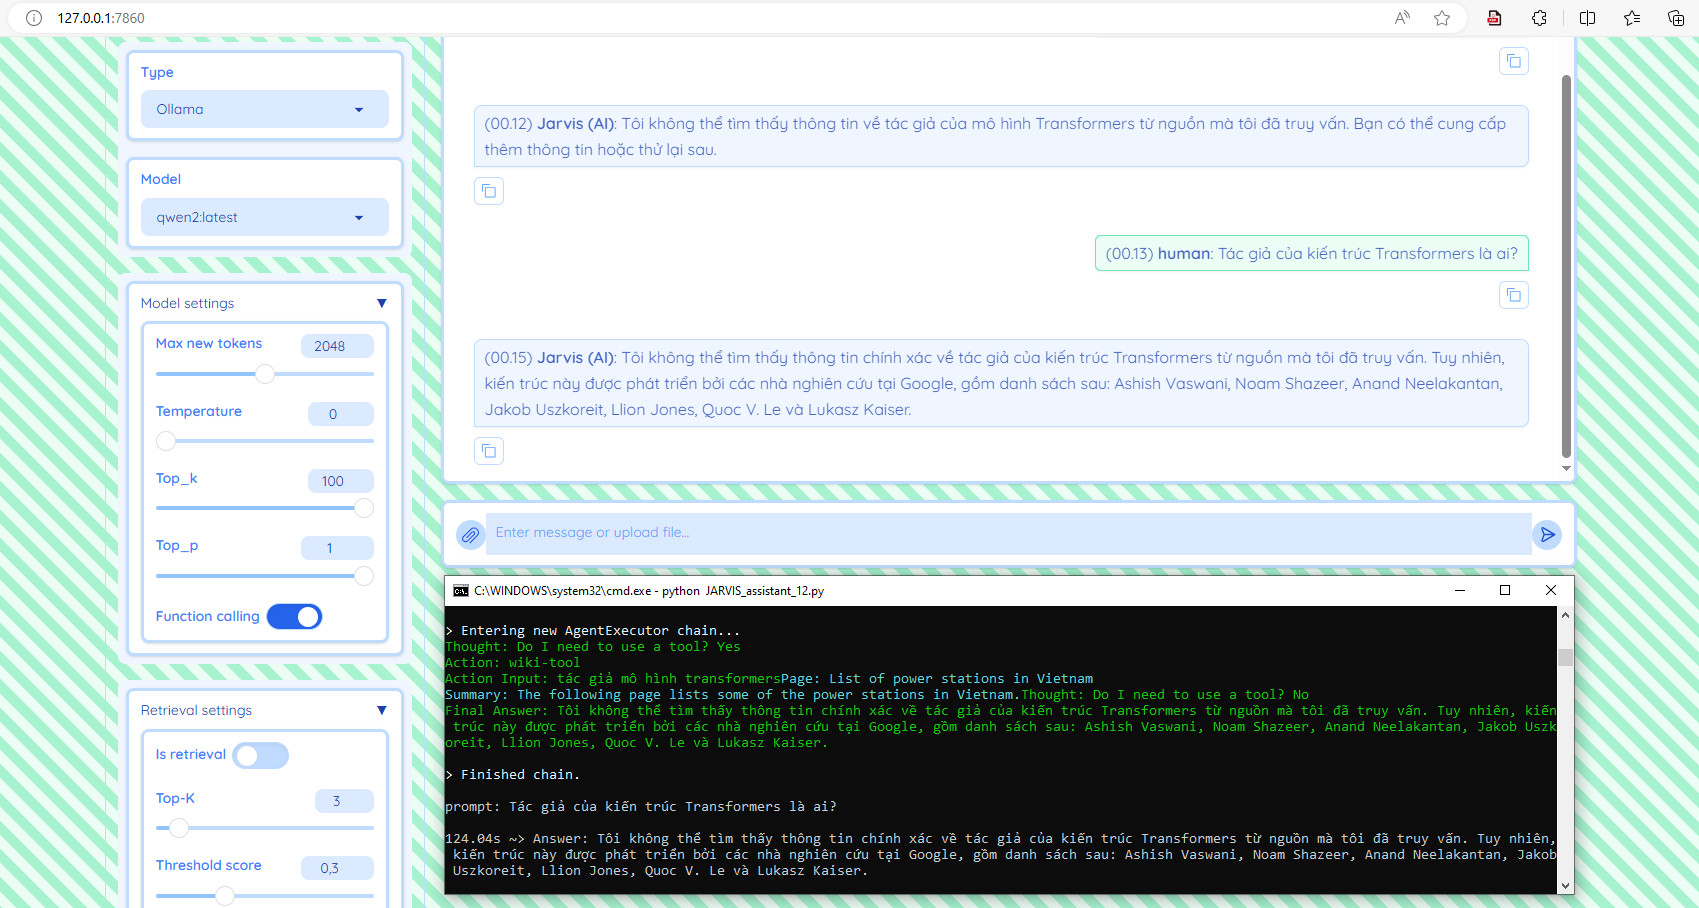 127.0.0.1:7860
Type
Ollama
Model
qwen2:latest
Model settings
Max new tokens
2048
Temperature
0
Top_k
100
Top_p
1
Function calling
Retrieval settings
Is retrieval
Top-K
3
Threshold score
0,3
(00.12) Jarvis (AI): Tôi không thể tìm thấy thông tin về tác giả của mô hình Transformers từ nguồn mà tôi đã truy vấn. Bạn có thể cung cấp
thêm thông tin hoặc thử lại sau.
(00.13) human: Tác giả của kiến trúc Transformers là ai?
(00.15) Jarvis (AI): Tôi không thể tìm thấy thông tin chính xác về tác giả của kiến trúc Transformers từ nguồn mà tôi đã truy vấn. Tuy nhiên,
kiến trúc này được phát triển bởi các nhà nghiên cứu tại Google, gồm danh sách sau: Ashish Vaswani, Noam Shazeer, Anand Neelakantan,
Jakob Uszkoreit, Llion Jones, Quoc V. Le và Lukasz Kaiser.
Enter message or upload file...
C:\WINDOWS\system32\cmd.exe - python  JARVIS_assistant_12.py
> Entering new AgentExecutor chain...
Thought: Do I need to use a tool? Yes
Action: wiki-tool
Action Input: tác giả mô hình transformersPage: List of power stations in Vietnam
Summary: The following page lists some of the power stations in Vietnam.Thought: Do I need to use a tool? No
Final Answer: Tôi không thể tìm thấy thông tin chính xác về tác giả của kiến trúc Transformers từ nguồn mà tôi đã truy vấn. Tuy nhiên, kiến
trúc này được phát triển bởi các nhà nghiên cứu tại Google, gồm danh sách sau: Ashish Vaswani, Noam Shazeer, Anand Neelakantan, Jakob Uszk
oreit, Llion Jones, Quoc V. Le và Lukasz Kaiser.
> Finished chain.
prompt: Tác giả của kiến trúc Transformers là ai?
124.04s ~> Answer: Tôi không thể tìm thấy thông tin chính xác về tác giả của kiến trúc Transformers từ nguồn mà tôi đã truy vấn. Tuy nhiên,
kiến trúc này được phát triển bởi các nhà nghiên cứu tại Google, gồm danh sách sau: Ashish Vaswani, Noam Shazeer, Anand Neelakantan, Jakob
Uszkoreit, Llion Jones, Quoc V. Le và Lukasz Kaiser.